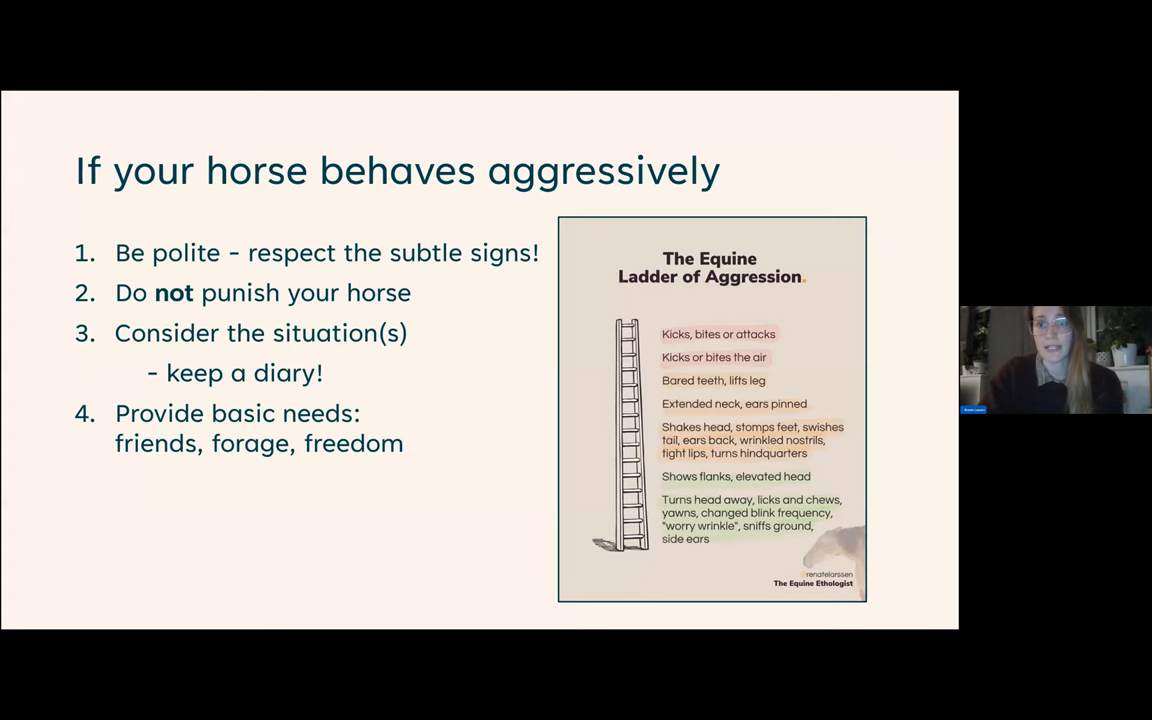 If your horse behaves aggressively
1. Be polite - respect the subtle signs!
2. Do not punish your horse
3. Consider the situation(s)
- keep a diary!
4. Provide basic needs:
friends, forage, freedom
The Equine
Ladder of Aggression.
Kicks, bites or attacks
Kicks or bites the air
Bared teeth, lifts leg
Extended neck, ears pinned
Shakes head, stomps feet, swishes
tail, ears back, wrinkled nostrils,
tight lips, turns hindquarters
Shows flanks, elevated head
Turns head away, licks and chews,
yawns, changed blink frequency,
"worry wrinkle", sniffs ground,
side ears
@renatelarssen
The Equine Ethologist